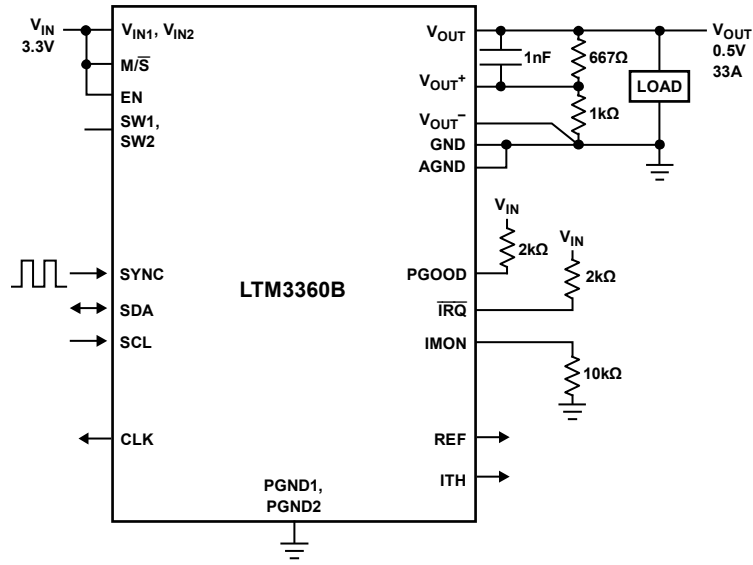 V_IN
3.3V
V_IN1, V_IN2
M/S̅
EN
SW1,
SW2
SYNC
SDA
SCL
CLK
LTM3360B
PGND1,
PGND2
V_OUT
V_OUT+
V_OUT−
GND
AGND
PGOOD
I̅R̅Q̅
IMON
REF
ITH
1nF
667Ω
1kΩ
LOAD
V_OUT
0.5V
33A
V_IN
2kΩ
V_IN
2kΩ
10kΩ